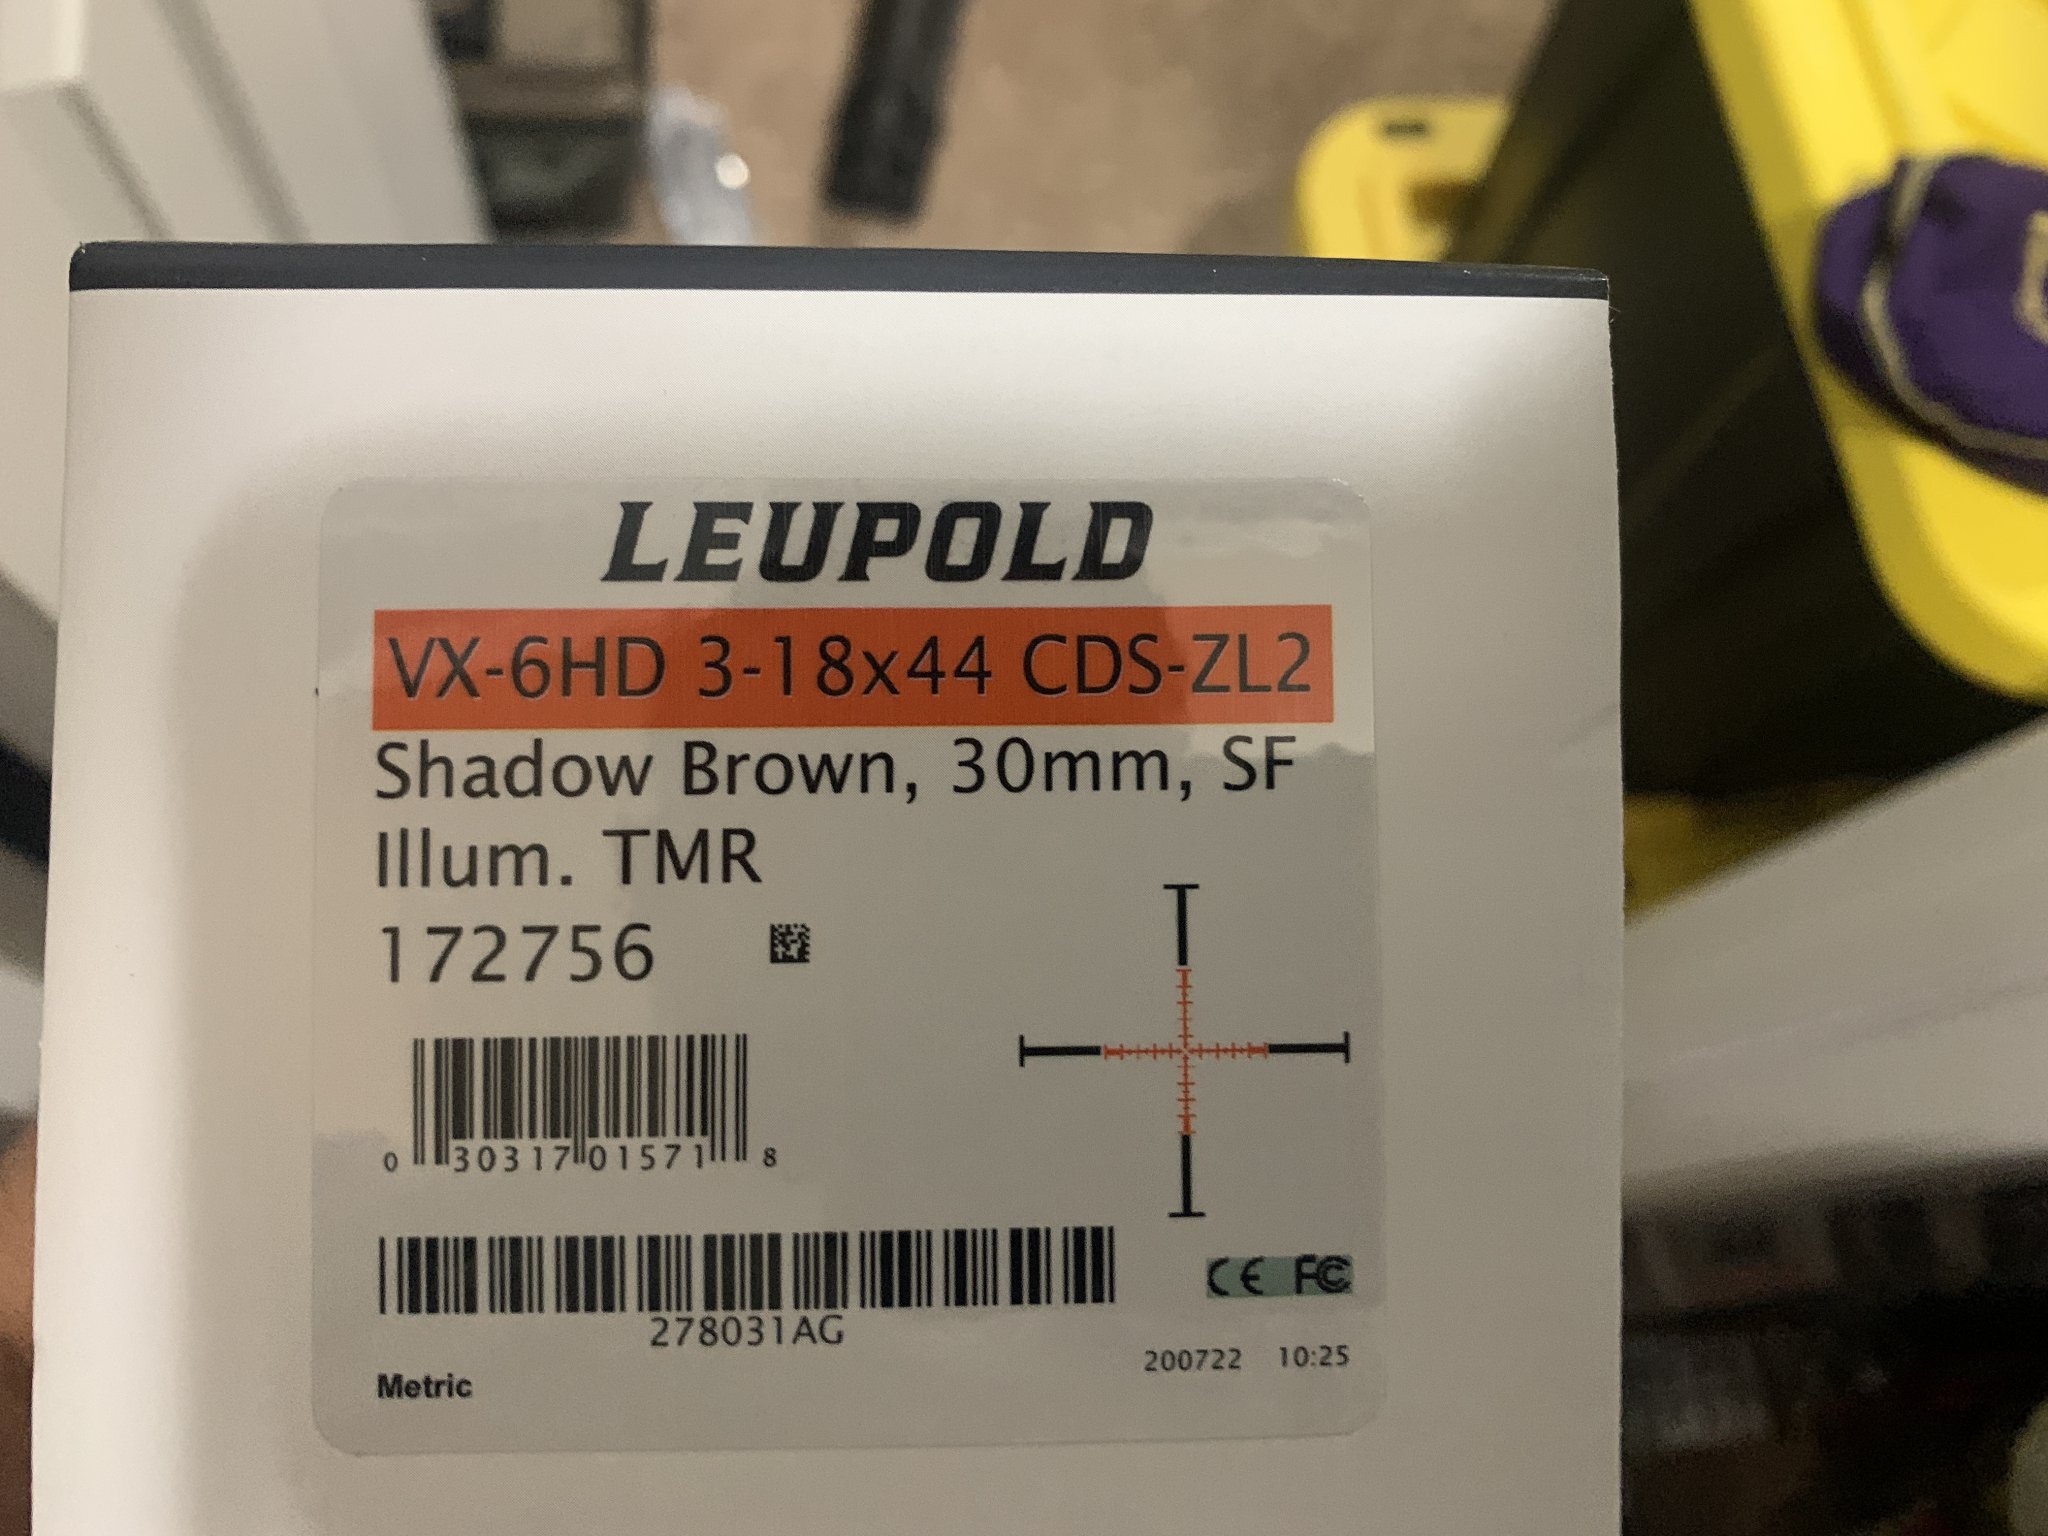 LEUPOLD
VX-6HD 3-18x44 CDS-ZL2
Shadow Brown, 30mm, SF
Illum. TMR
172756
0 30317 01571 8
278031AG
CE FC
200722 10:25
Metric